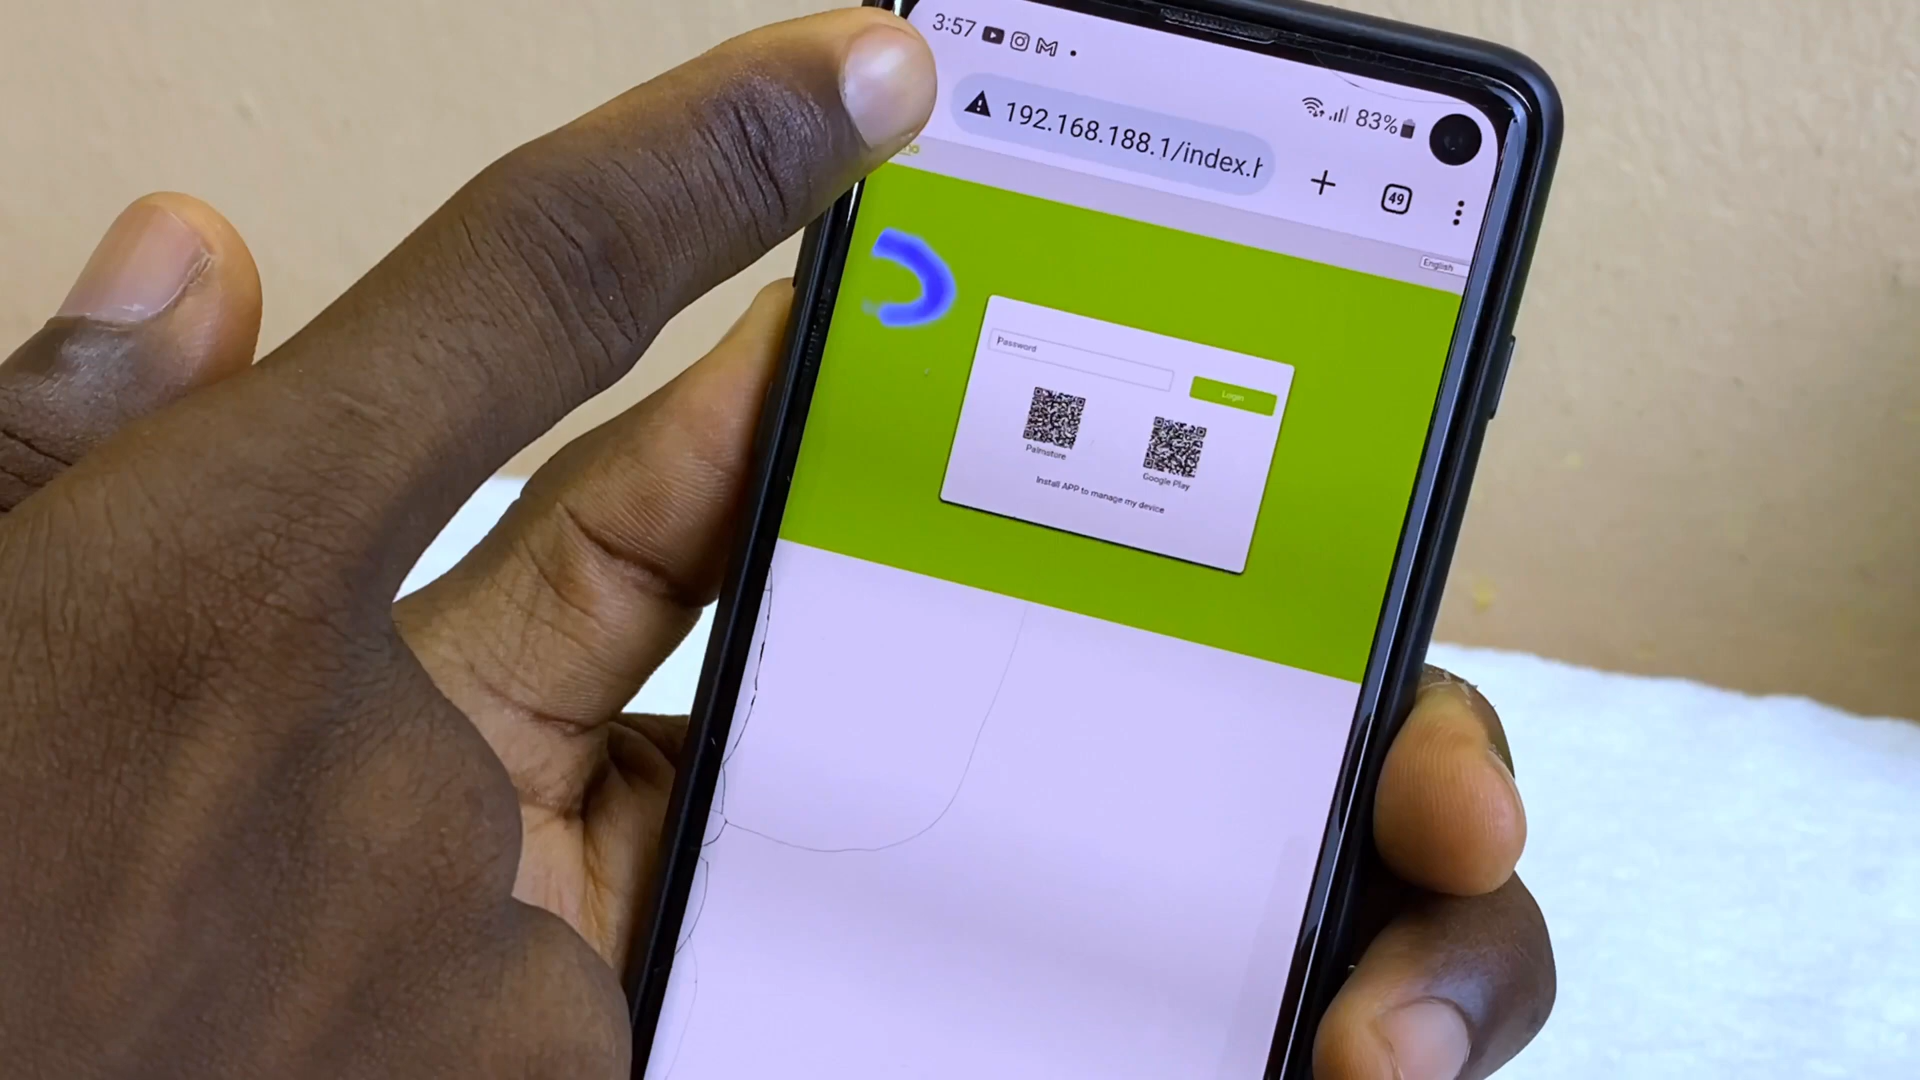 3:57
83%
192.168.188.1/index.h
49
English
Password
Login
Palmstore
Google Play
Install APP to manage my device